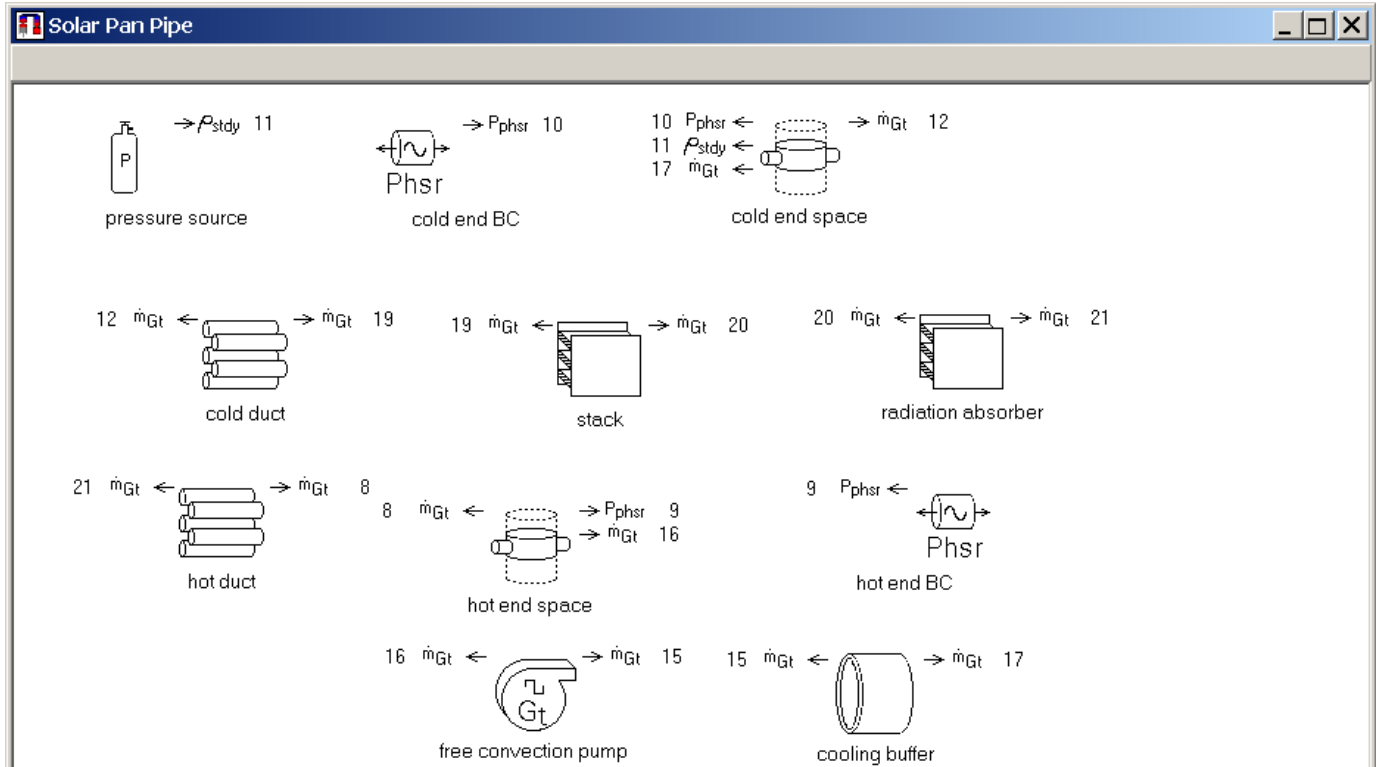 Solar Pan Pipe
→ρstdy 11
P
pressure source
→ Pphsr 10
Phsr
cold end BC
10 Pphsr ←
11 ρstdy ←
17 ṁGt ←
→ ṁGt 12
cold end space
12 ṁGt ←
→ ṁGt 19
cold duct
19 ṁGt ←
→ ṁGt 20
stack
20 ṁGt ←
→ ṁGt 21
radiation absorber
21 ṁGt ←
→ ṁGt 8
hot duct
8 ṁGt ←
→ Pphsr 9
→ ṁGt 16
hot end space
9 Pphsr ←
Phsr
hot end BC
16 ṁGt ←
→ ṁGt 15
Gt
free convection pump
15 ṁGt ←
→ ṁGt 17
cooling buffer